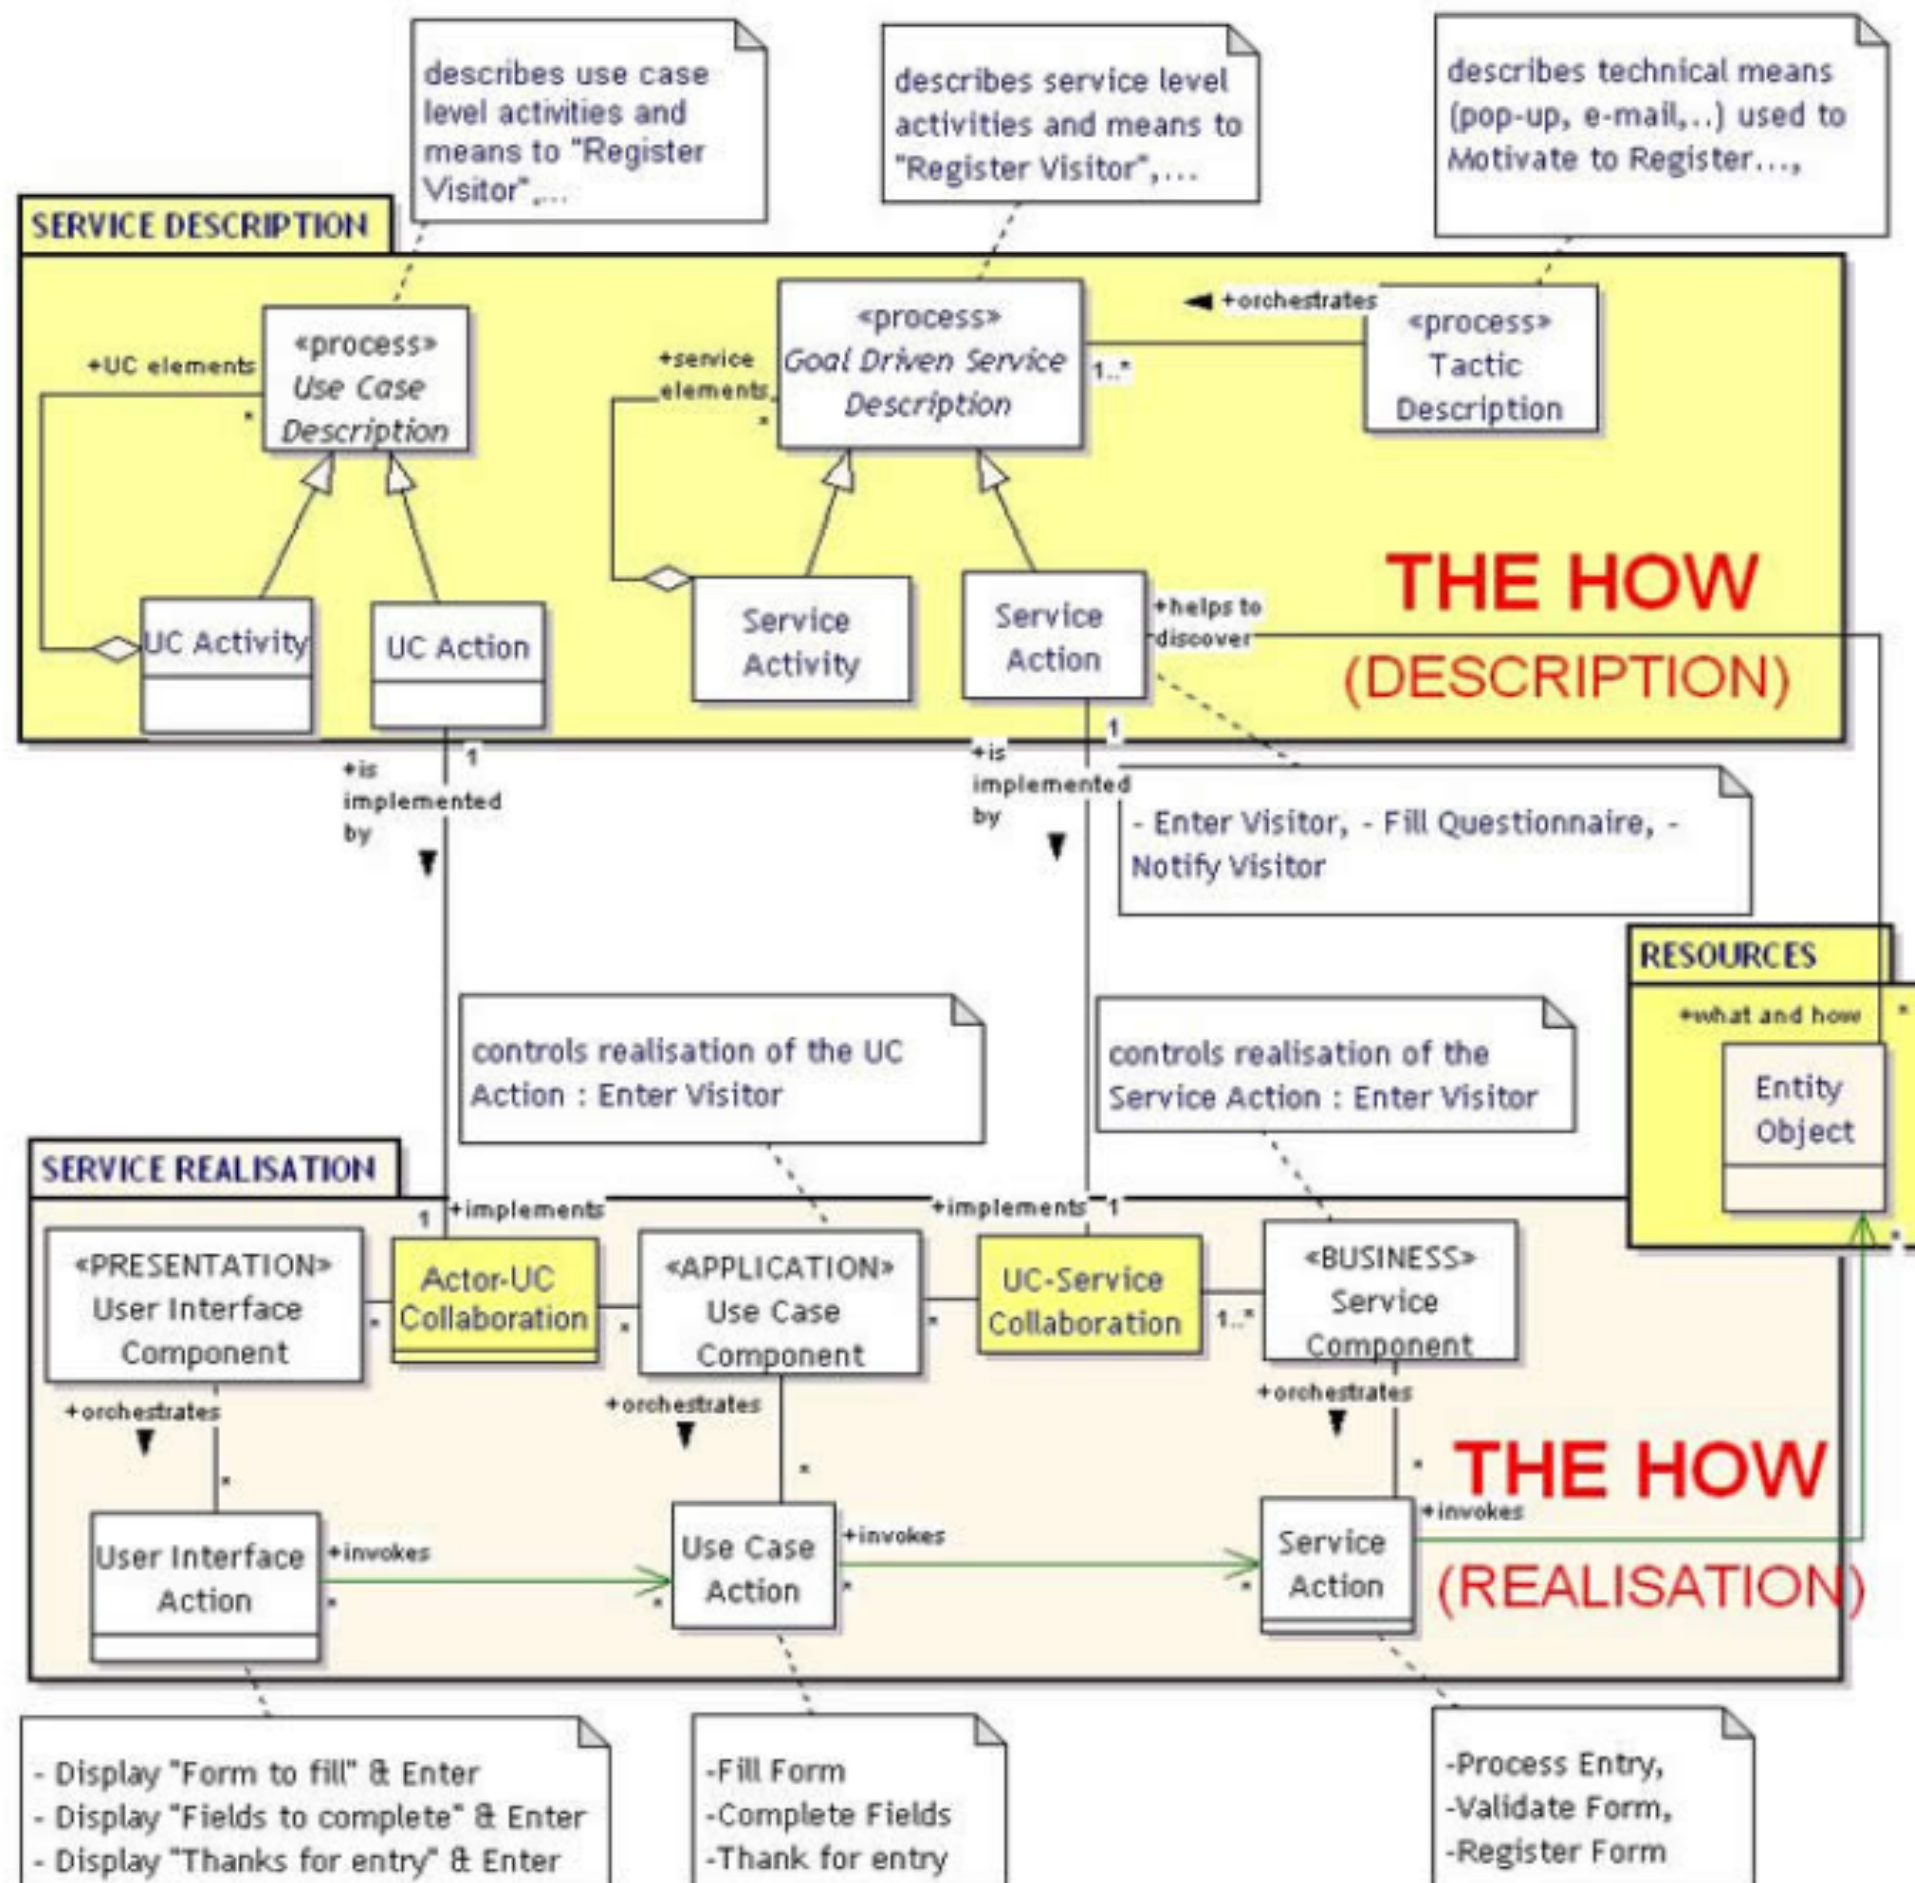 describes use case
level activities and
means to "Register
Visitor",...
describes service level
activities and means to
"Register Visitor",...
describes technical means
(pop-up, e-mail,..) used to
Motivate to Register...,
SERVICE DESCRIPTION
+UC elements
*
«process»
Use Case
Description
+service
elements
*
«process»
Goal Driven Service
Description
1..*
+orchestrates
«process»
Tactic
Description
UC Activity
UC Action
Service
Activity
Service
Action
+helps to
discover
THE HOW
(DESCRIPTION)
1
+is
implemented
by
1
+is
implemented
by
- Enter Visitor, - Fill Questionnaire, -
Notify Visitor
RESOURCES
+what and how
*
Entity
Object
*
controls realisation of the UC
Action : Enter Visitor
controls realisation of the
Service Action : Enter Visitor
SERVICE REALISATION
1
+implements
+implements
1
«PRESENTATION»
User Interface
Component
*
Actor-UC
Collaboration
*
«APPLICATION»
Use Case
Component
*
UC-Service
Collaboration
1..*
«BUSINESS»
Service
Component
+orchestrates
*
+orchestrates
*
+orchestrates
*
THE HOW
(REALISATION)
User Interface
Action
+invokes
*
*
Use Case
Action
+invokes
*
*
Service
Action
+invokes
- Display "Form to fill" & Enter
- Display "Fields to complete" & Enter
- Display "Thanks for entry" & Enter
-Fill Form
-Complete Fields
-Thank for entry
-Process Entry,
-Validate Form,
-Register Form